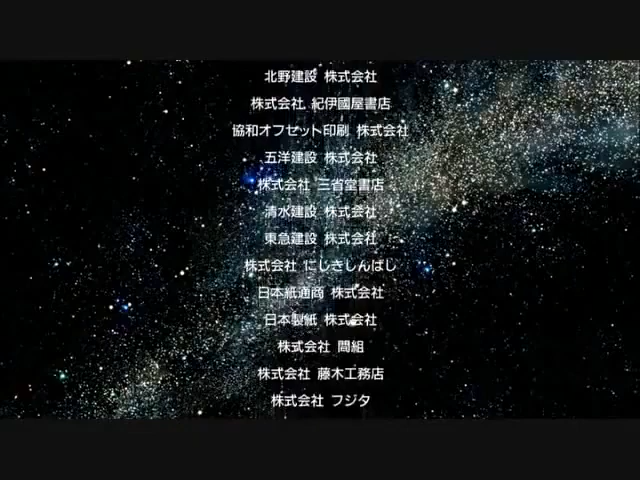 北野建設 株式会社
株式会社 紀伊國屋書店
協和オフセット印刷 株式会社
五洋建設 株式会社
株式会社 三省堂書店
清水建設 株式会社
東急建設 株式会社
株式会社 にしきしんばし
日本紙通商 株式会社
日本製紙 株式会社
株式会社 間組
株式会社 藤木工務店
株式会社 フジタ